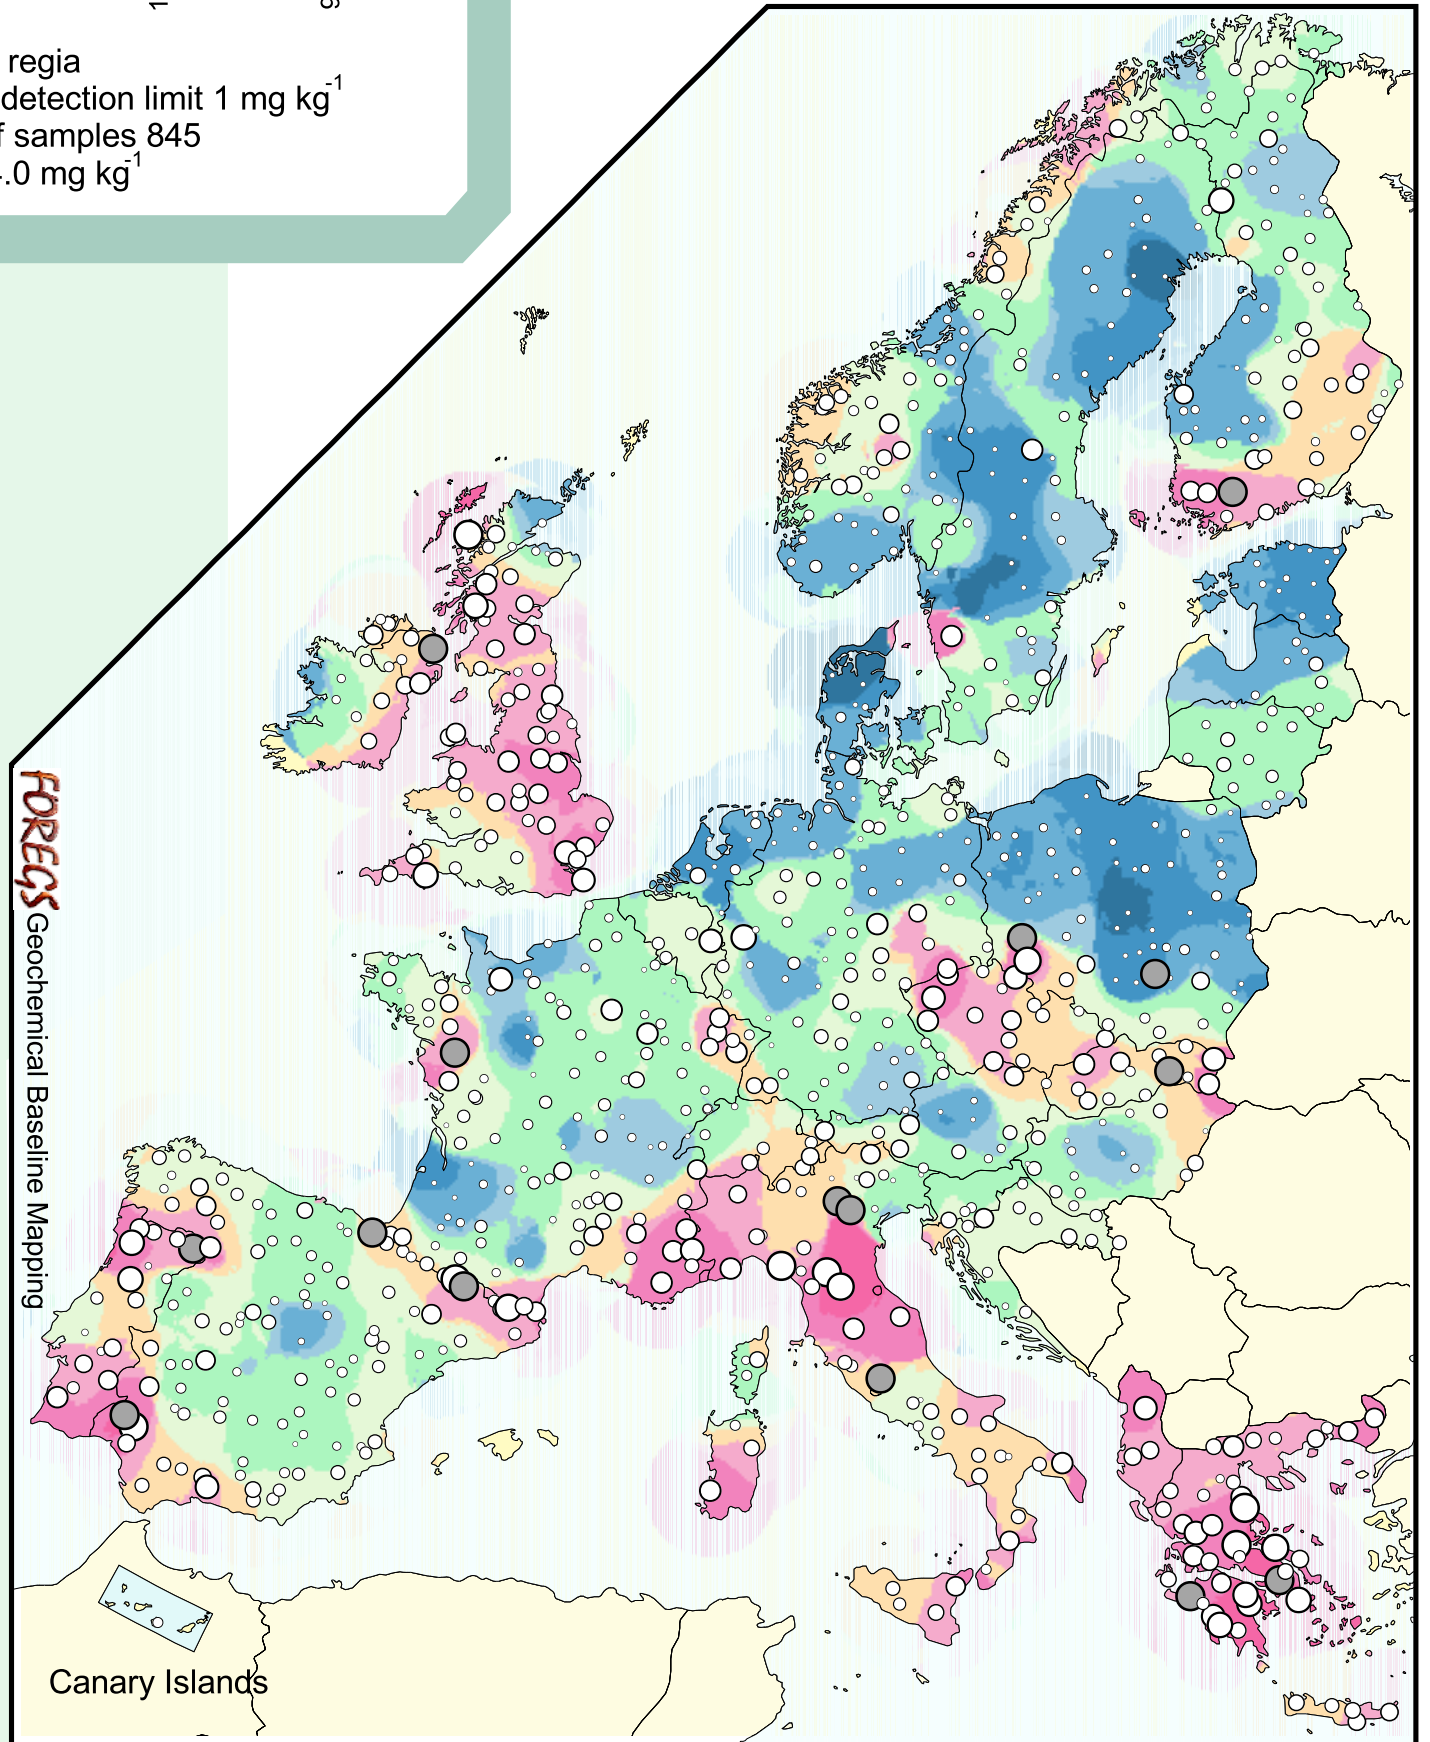 regia
detection limit 1 mg kg-1
f samples 845
.0 mg kg-1
FOREGS Geochemical Baseline Mapping
Canary Islands